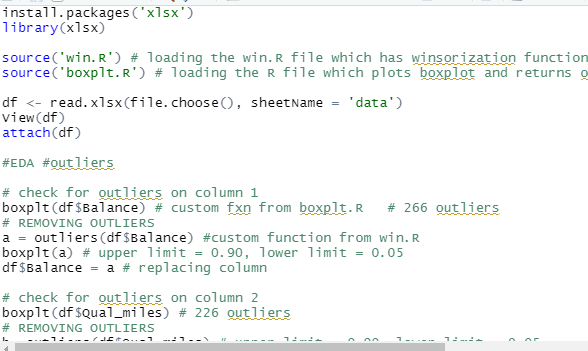 install.packages('xlsx')
library(xlsx)
source('win.R') # loading the win.R file which has winsorization function
source('boxplt.R') # loading the R file which plots boxplot and returns
df <- read.xlsx(file.choose(), sheetName = 'data')
View(df)
attach(df)
#EDA #outliers
# check for outliers on column 1
boxplt(df$Balance) # custom fxn from boxplt.R   # 266 outliers
# REMOVING OUTLIERS
a = outliers(df$Balance) #custom function from win.R
boxplt(a) # upper limit = 0.90, lower limit = 0.05
df$Balance = a # replacing column
# check for outliers on column 2
boxplt(df$Qual_miles) # 226 outliers
# REMOVING OUTLIERS